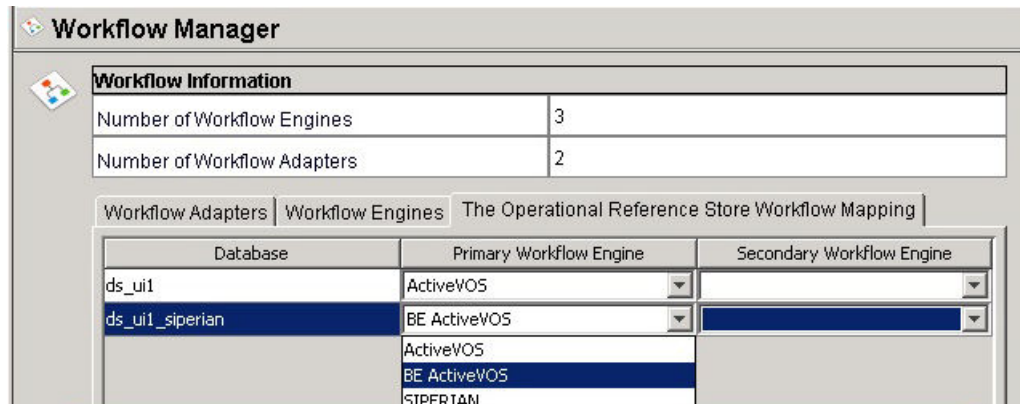 Workflow Manager
Workflow Information
Number of Workflow Engines 3
Number of Workflow Adapters 2
Workflow Adapters Workflow Engines The Operational Reference Store Workflow Mapping
Database Primary Workflow Engine Secondary Workflow Engine
ds_ui1 ActiveVOS
ds_ui1_siperian BE ActiveVOS
ActiveVOS
BE ActiveVOS
SIPERIAN